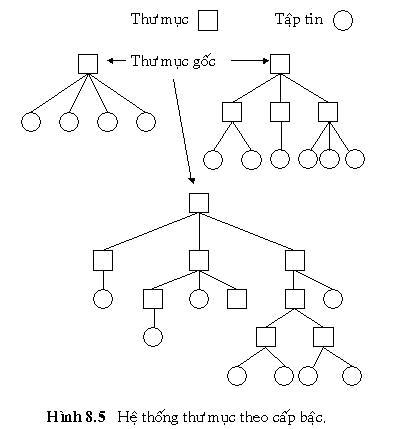 Thư mục Tập tin
Thư mục gốc
Hình 8.5 Hệ thống thư mục theo cấp bậc.